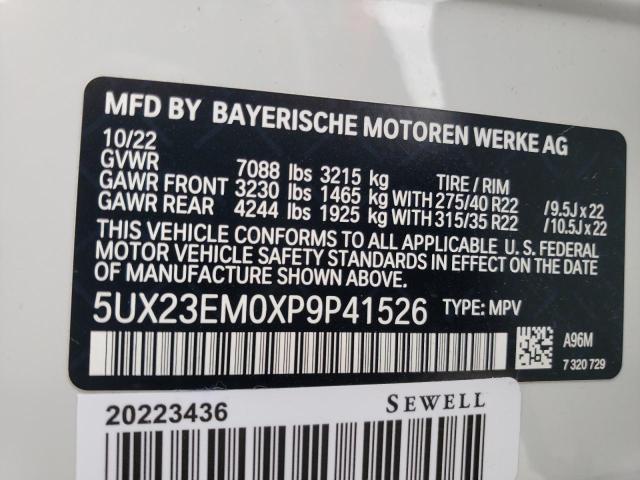 MFD BY BAYERISCHE MOTOREN WERKE AG
10/22
GVWR 7088 lbs 3215 kg TIRE / RIM
GAWR FRONT 3230 lbs 1465 kg WITH 275/40 R22 /9.5J x 22
GAWR REAR 4244 lbs 1925 kg WITH 315/35 R22 /10.5J x 22
THIS VEHICLE CONFORMS TO ALL APPLICABLE U. S. FEDERAL
MOTOR VEHICLE SAFETY STANDARDS IN EFFECT ON THE DATE
OF MANUFACTURE SHOWN ABOVE.
5UX23EM0XP9P41526 TYPE: MPV
A96M
7 320 729
20223436 SEWELL